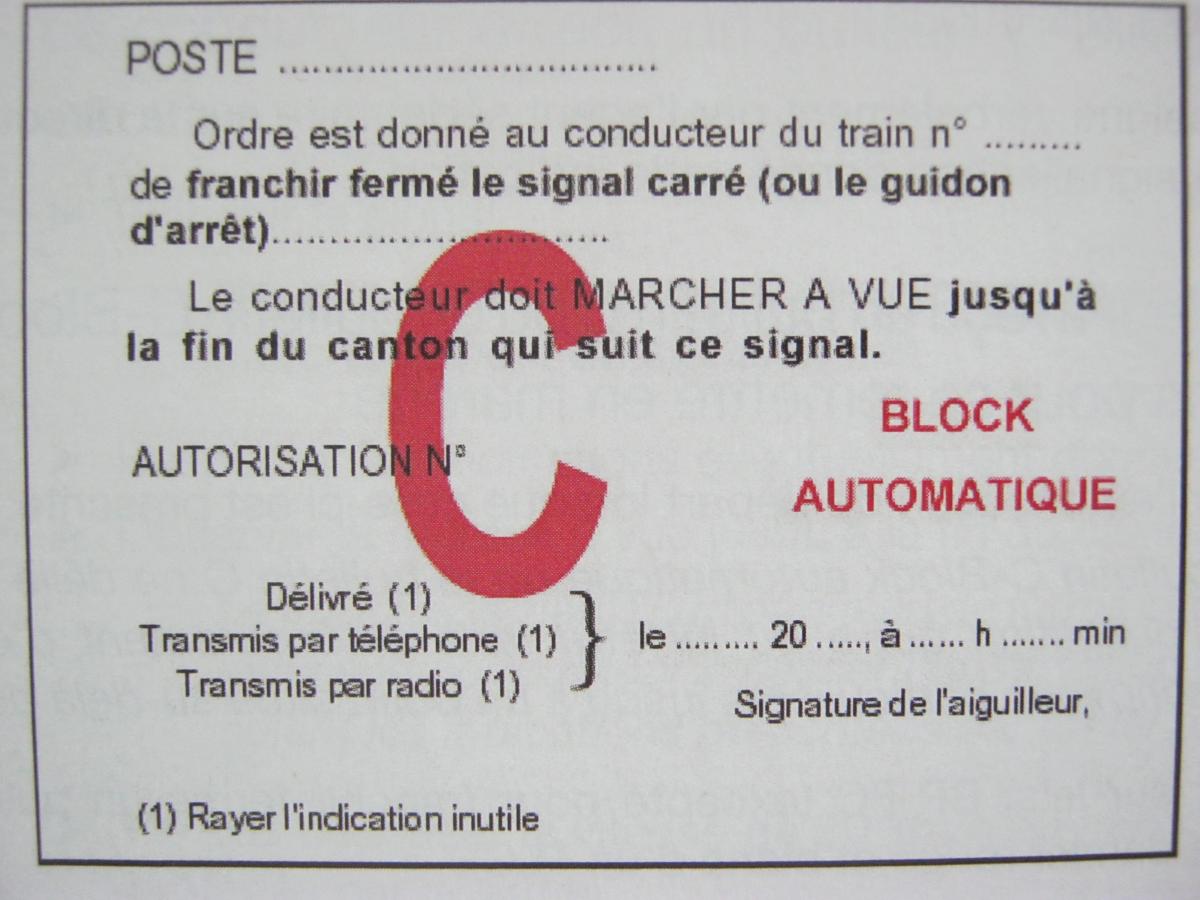 POSTE ..................................
Ordre est donné au conducteur du train n° .........
de franchir fermé le signal carré (ou le guidon
d'arrêt)..............................
Le conducteur doit MARCHER A VUE jusqu'à
la fin du canton qui suit ce signal.
C
BLOCK
AUTORISATION N°
AUTOMATIQUE
Délivré (1)
Transmis par téléphone (1)
Transmis par radio (1)
le ......... 20 ....., à ...... h ....... min
Signature de l'aiguilleur,
(1) Rayer l'indication inutile